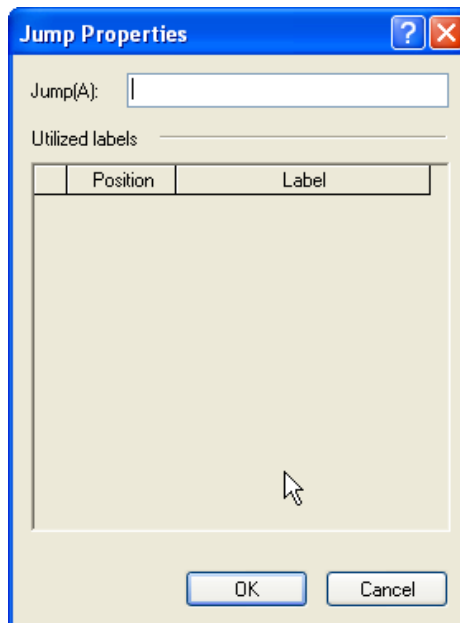 Jump Properties
Jump(A):
Utilized labels
Position Label
OK Cancel